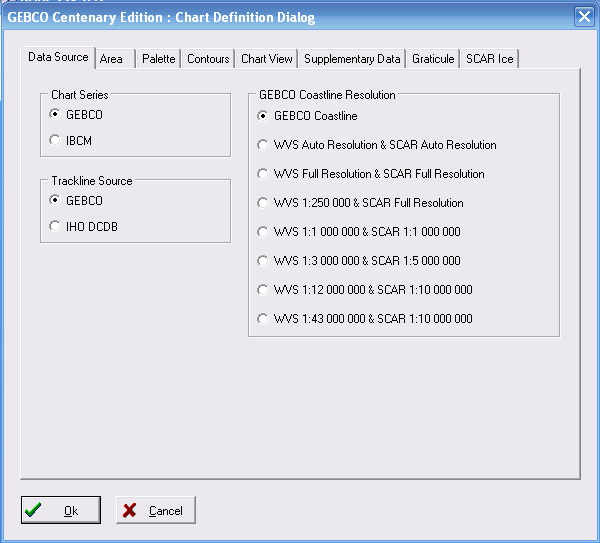 GEBCO Centenary Edition : Chart Definition Dialog
Data Source Area Palette Contours Chart View Supplementary Data Graticule SCAR Ice
Chart Series
GEBCO
IBCM
Trackline Source
GEBCO
IHO DCDB
GEBCO Coastline Resolution
GEBCO Coastline
WVS Auto Resolution & SCAR Auto Resolution
WVS Full Resolution & SCAR Full Resolution
WVS 1:250 000 & SCAR Full Resolution
WVS 1:1 000 000 & SCAR 1:1 000 000
WVS 1:3 000 000 & SCAR 1:5 000 000
WVS 1:12 000 000 & SCAR 1:10 000 000
WVS 1:43 000 000 & SCAR 1:10 000 000
Ok Cancel